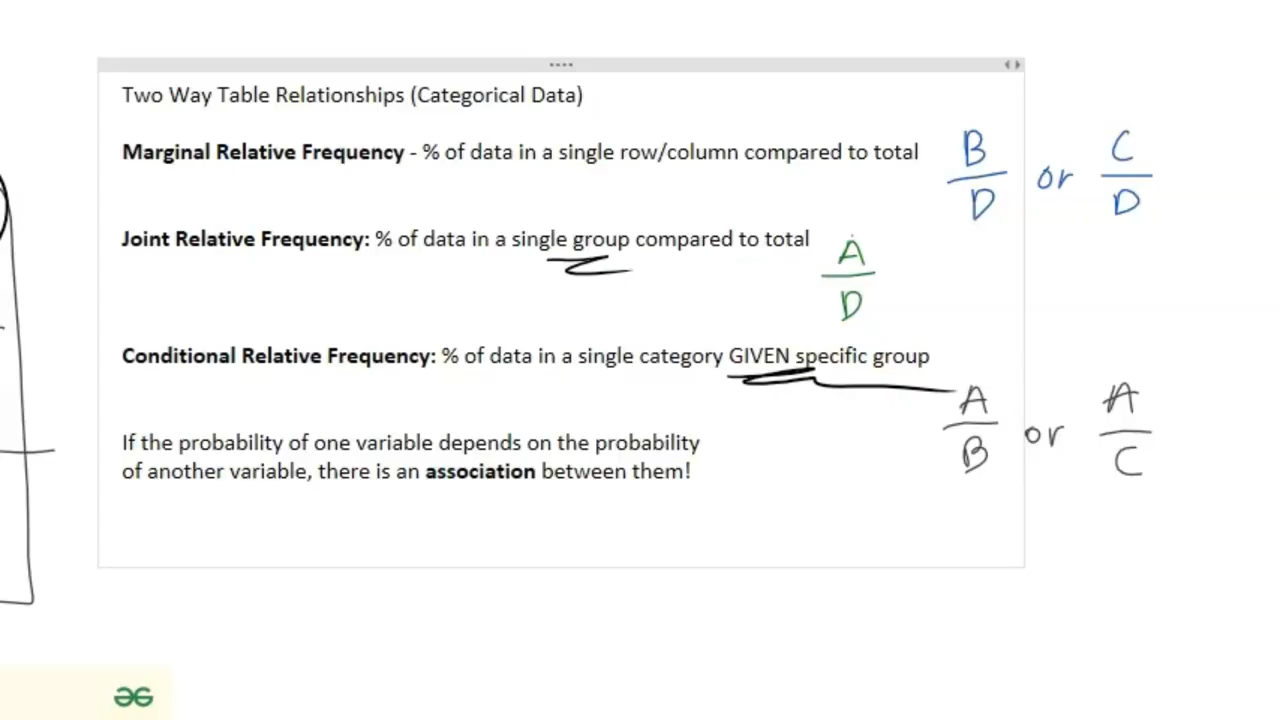 Two Way Table Relationships (Categorical Data)
Marginal Relative Frequency - % of data in a single row/column compared to total
B/D or C/D
Joint Relative Frequency: % of data in a single group compared to total
A/D
Conditional Relative Frequency: % of data in a single category GIVEN specific group
A/B or A/C
If the probability of one variable depends on the probability
of another variable, there is an association between them!